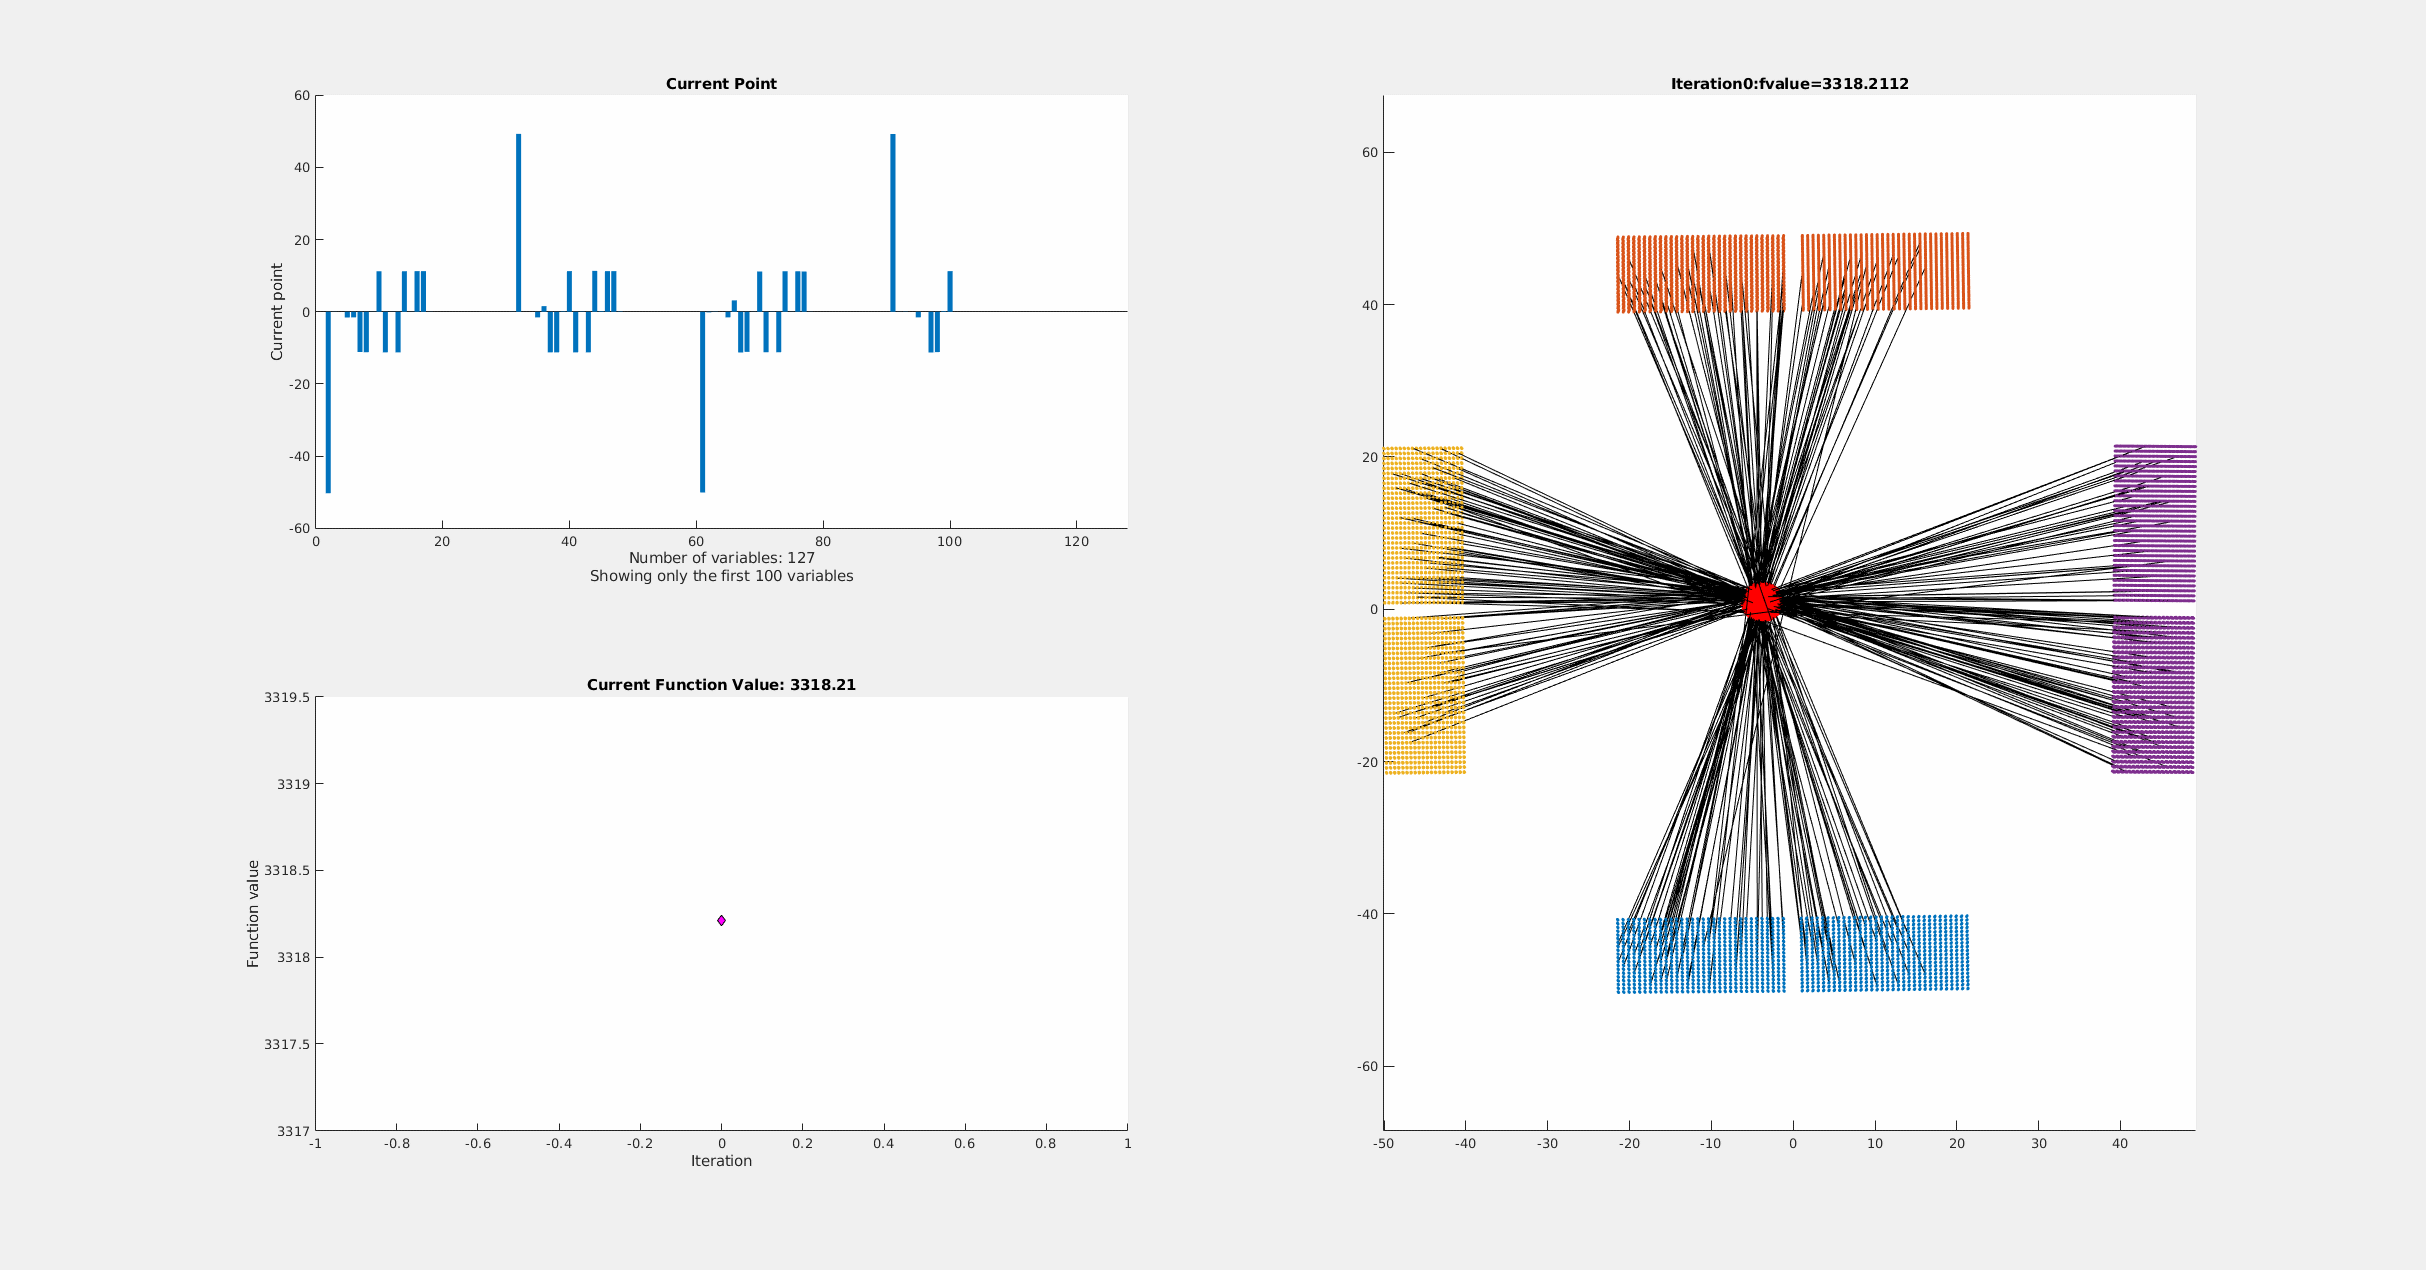 Current Point
60
40
20
0
-20
-40
-60
Current point
0 20 40 60 80 100 120
Number of variables: 127
Showing only the first 100 variables
Current Function Value: 3318.21
3319.5
3319
3318.5
3318
3317.5
3317
Function value
-1 -0.8 -0.6 -0.4 -0.2 0 0.2 0.4 0.6 0.8 1
Iteration
Iteration0:fvalue=3318.2112
60
40
20
0
-20
-40
-60
-50 -40 -30 -20 -10 0 10 20 30 40